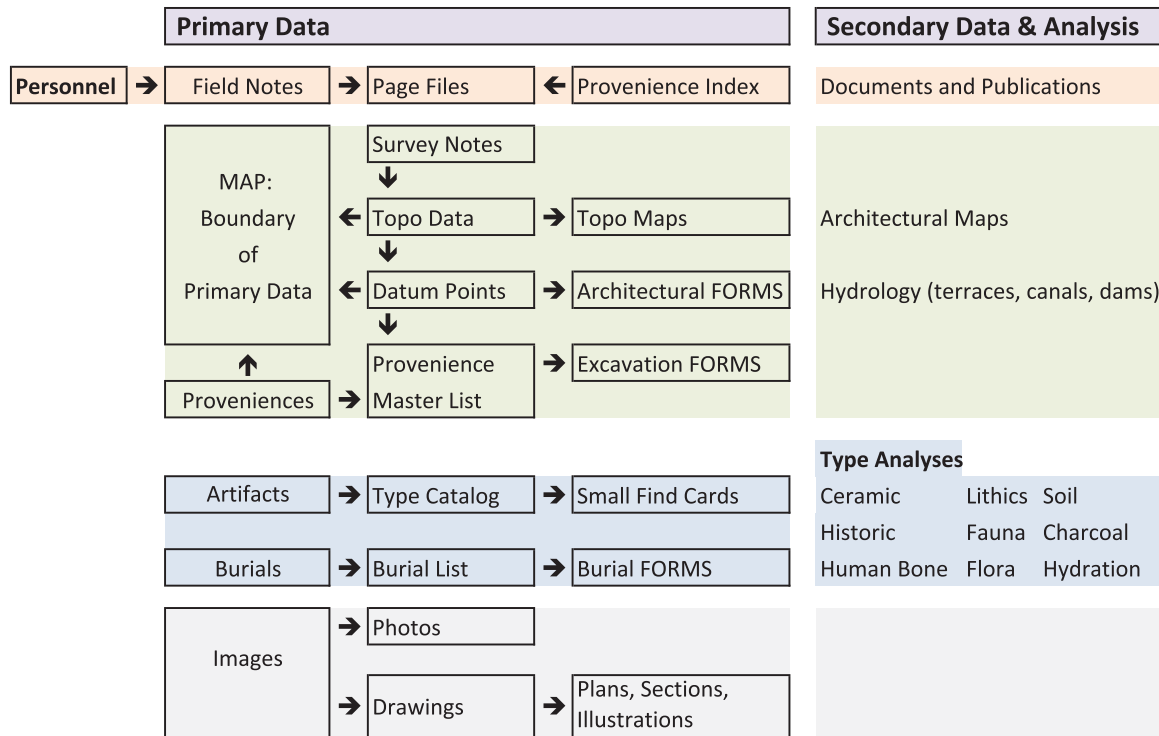 Primary Data
Secondary Data & Analysis
Personnel
Field Notes
Page Files
Provenience Index
Documents and Publications
Survey Notes
MAP:
Boundary
of
Primary Data
Topo Data
Topo Maps
Architectural Maps
Datum Points
Architectural FORMS
Hydrology (terraces, canals, dams)
Provenience
Master List
Excavation FORMS
Proveniences
Type Analyses
Artifacts
Type Catalog
Small Find Cards
Ceramic Lithics Soil
Historic Fauna Charcoal
Burials
Burial List
Burial FORMS
Human Bone Flora Hydration
Images
Photos
Drawings
Plans, Sections,
Illustrations